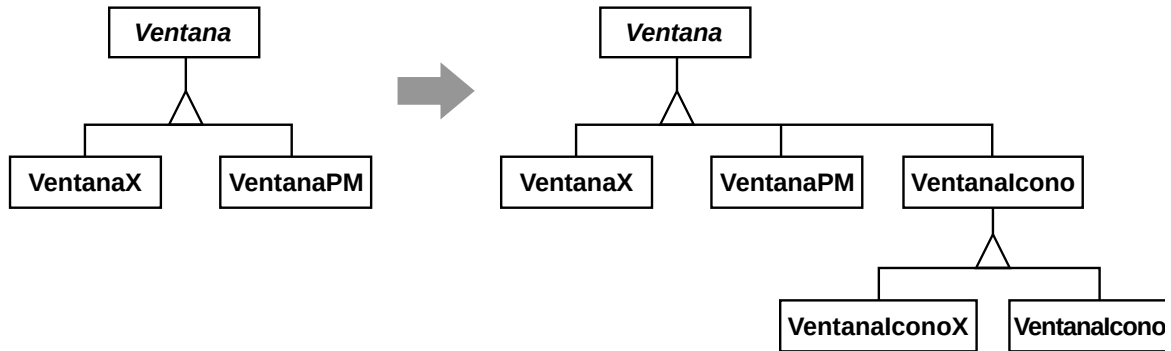 Ventana
Ventana
VentanaX
VentanaPM
VentanaX
VentanaPM
VentanaIcono
VentanaIconoX
VentanaIcono